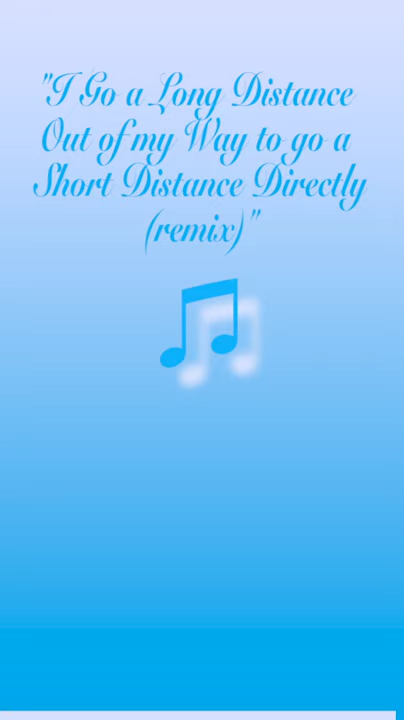 "I Go a Long Distance
Out of my Way to go a
Short Distance Directly
(remix)"